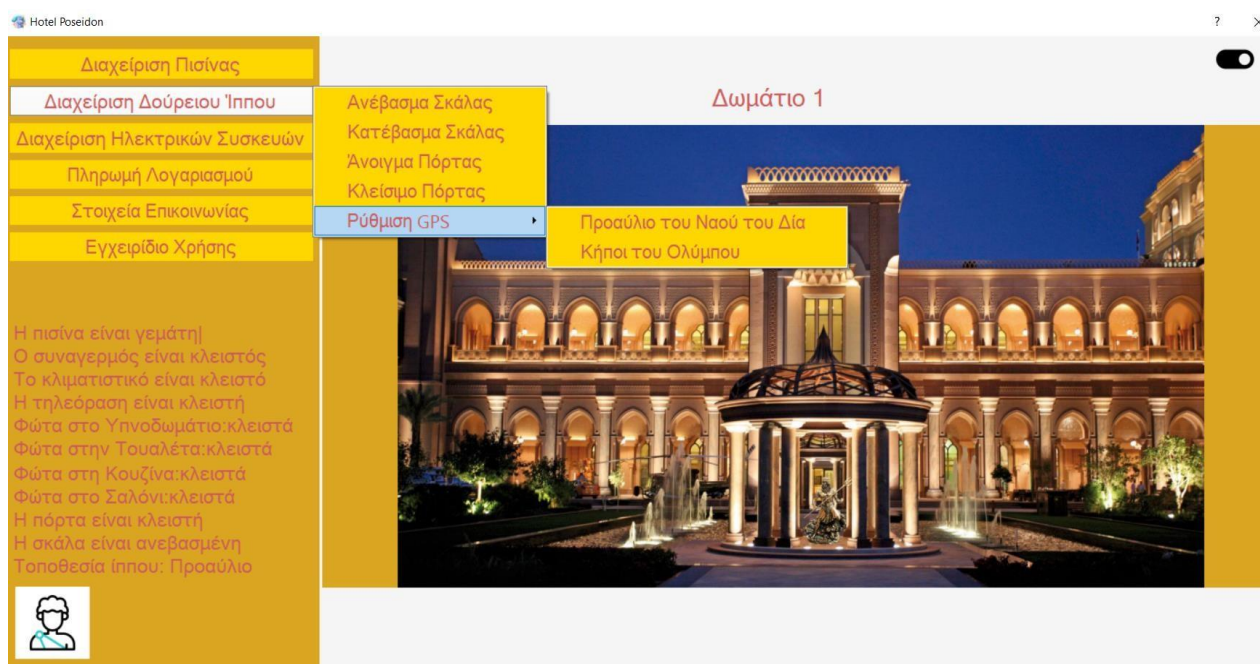 Hotel Poseidon
?
Διαχείριση Πισίνας
Διαχείριση Δούρειου Ίππου
Διαχείριση Ηλεκτρικών Συσκευών
Πληρωμή Λογαριασμού
Στοιχεία Επικοινωνίας
Εγχειρίδιο Χρήσης
Ανέβασμα Σκάλας
Κατέβασμα Σκάλας
Άνοιγμα Πόρτας
Κλείσιμο Πόρτας
Ρύθμιση GPS
Προαύλιο του Ναού του Δία
Κήποι του Ολύμπου
Δωμάτιο 1
Η πισίνα είναι γεμάτη|
Ο συναγερμός είναι κλειστός
Το κλιματιστικό είναι κλειστό
Η τηλεόραση είναι κλειστή
Φώτα στο Υπνοδωμάτιο:κλειστά
Φώτα στην Τουαλέτα:κλειστά
Φώτα στη Κουζίνα:κλειστά
Φώτα στο Σαλόνι:κλειστά
Η πόρτα είναι κλειστή
Η σκάλα είναι ανεβασμένη
Τοποθεσία ίππου: Προαύλιο